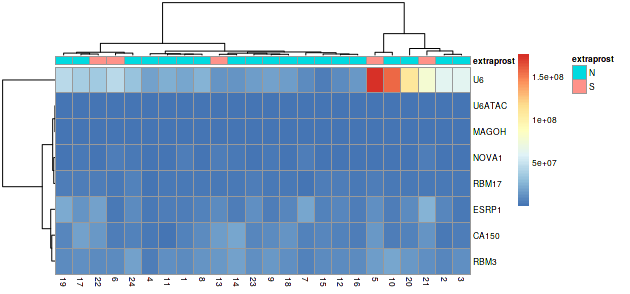 extraprost
extraprost
N
S
U6
U6ATAC
MAGOH
NOVA1
RBM17
ESRP1
CA150
RBM3
1.5e+08
1e+08
5e+07
19 17 22 6 24 4 11 1 8 13 14 23 9 18 7 15 12 16 5 10 20 21 2 3